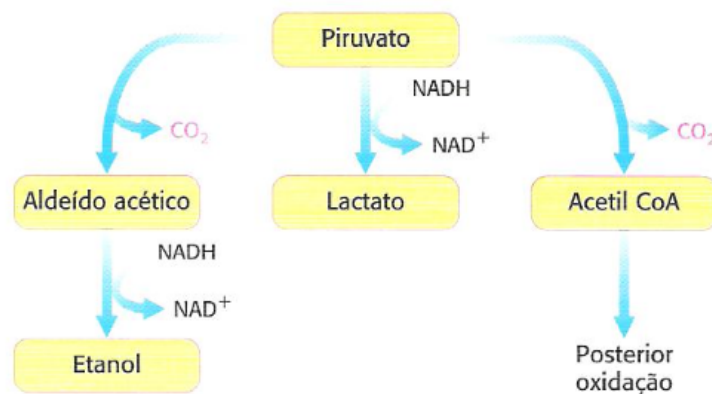 Piruvato
NADH
NAD+
CO₂
CO₂
Aldeído acético
Lactato
Acetil CoA
NADH
NAD+
Etanol
Posterior
oxidação